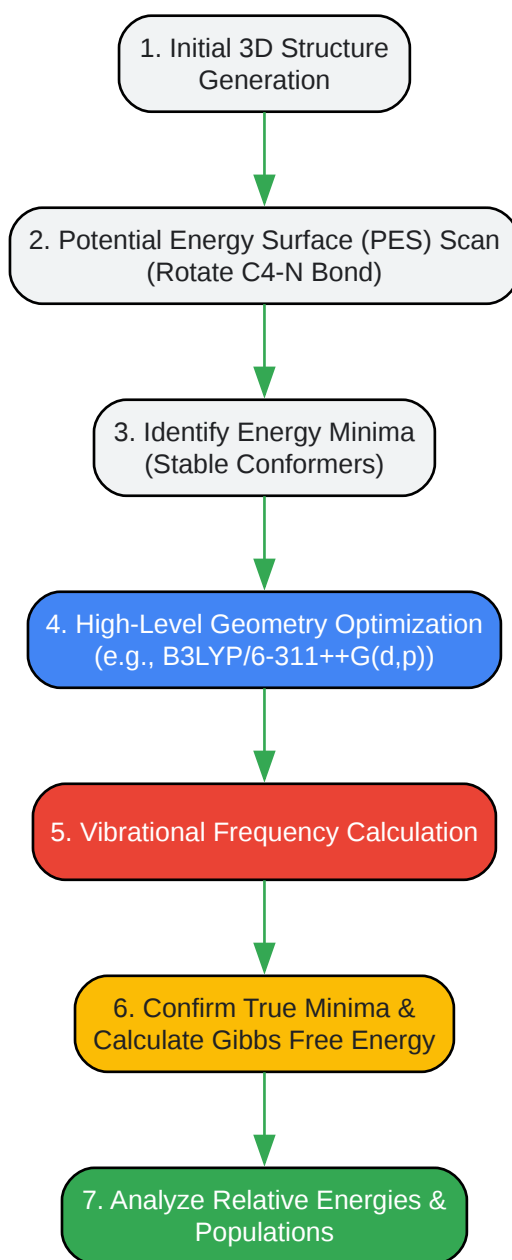 1. Initial 3D Structure
Generation
2. Potential Energy Surface (PES) Scan
(Rotate C4-N Bond)
3. Identify Energy Minima
(Stable Conformers)
4. High-Level Geometry Optimization
(e.g., B3LYP/6-311++G(d,p))
5. Vibrational Frequency Calculation
6. Confirm True Minima &
Calculate Gibbs Free Energy
7. Analyze Relative Energies &
Populations